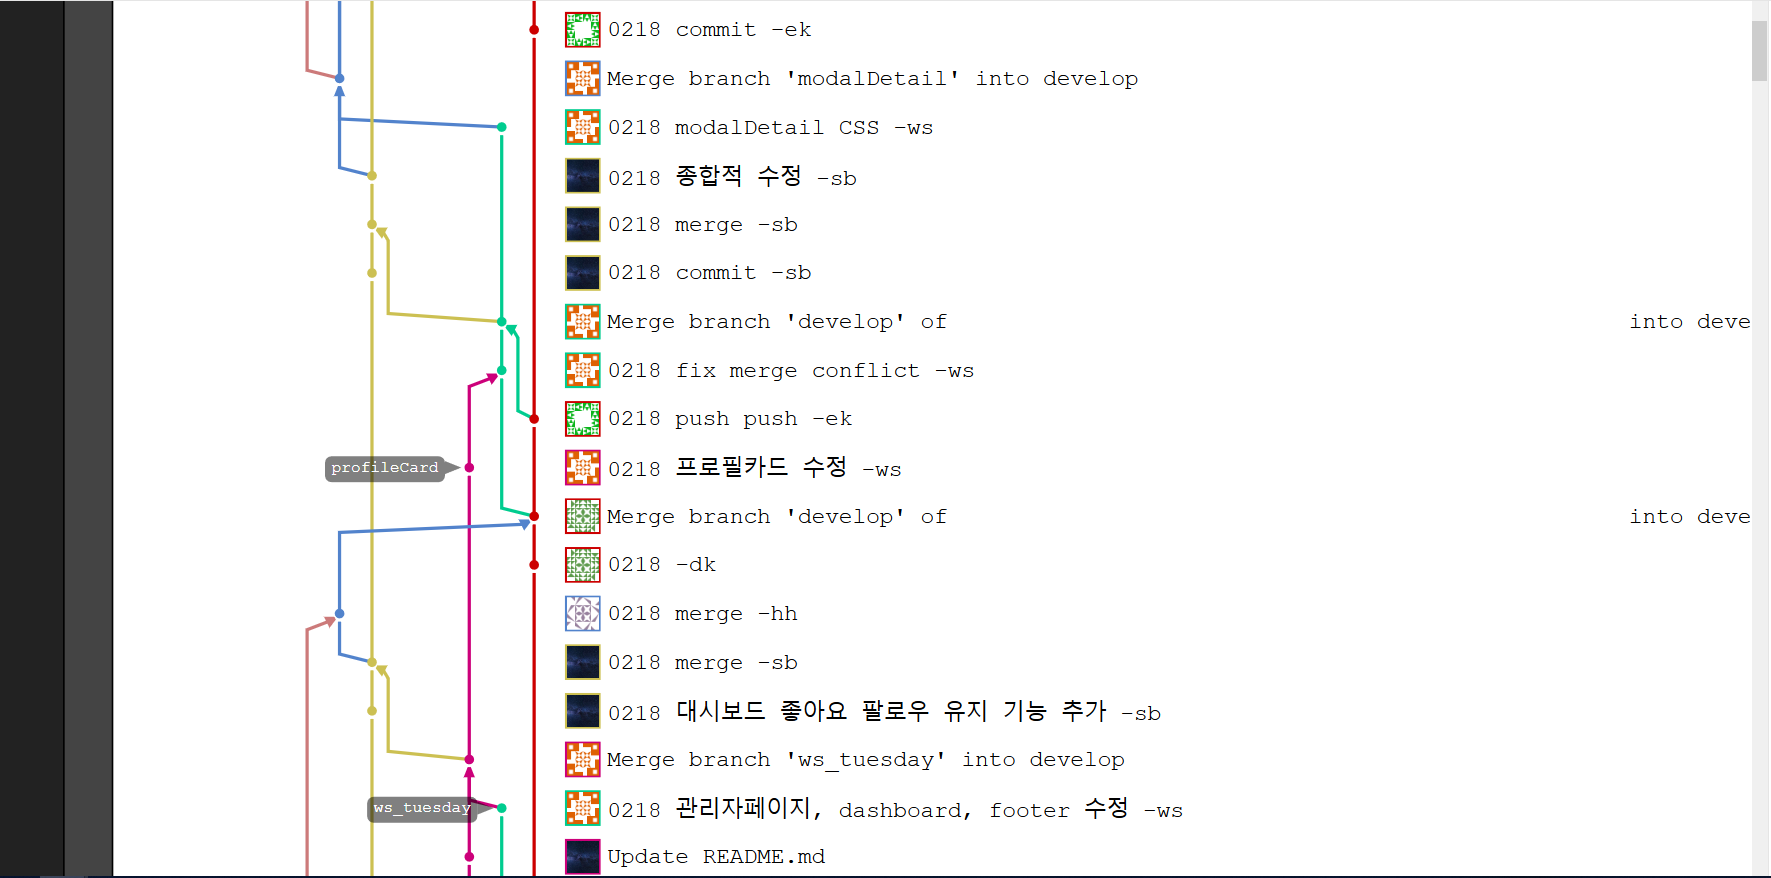 0218 commit -ek
Merge branch 'modalDetail' into develop
0218 modalDetail CSS -ws
0218 종합적 수정 -sb
0218 merge -sb
0218 commit -sb
Merge branch 'develop' of into deve
0218 fix merge conflict -ws
0218 push push -ek
profileCard 0218 프로필카드 수정 -ws
Merge branch 'develop' of into deve
0218 -dk
0218 merge -hh
0218 merge -sb
0218 대시보드 좋아요 팔로우 유지 기능 추가 -sb
Merge branch 'ws_tuesday' into develop
ws_tuesday 0218 관리자페이지, dashboard, footer 수정 -ws
Update README.md